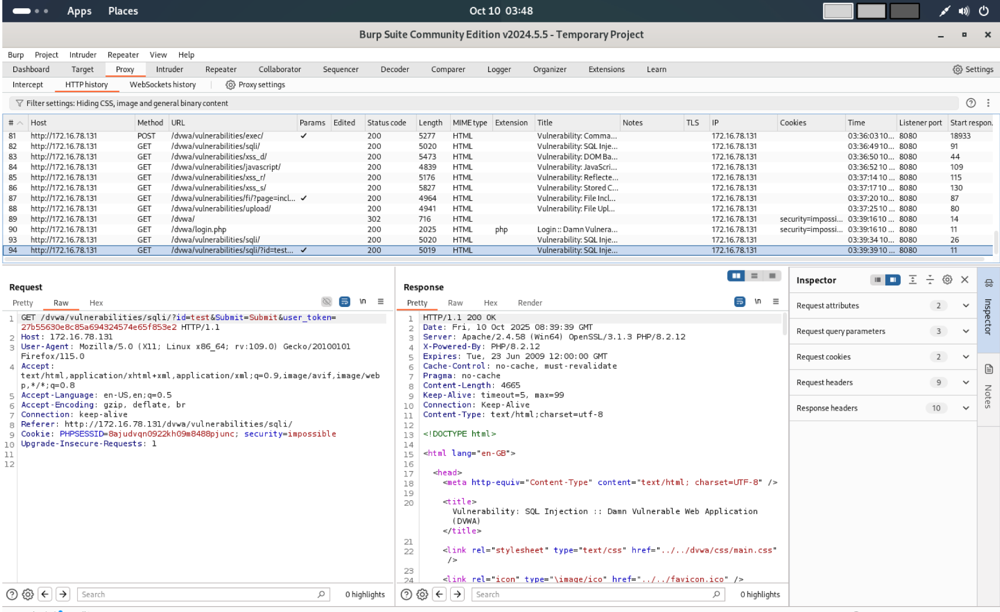 Apps Places Oct 10 03:48
Burp Suite Community Edition v2024.5.5 - Temporary Project
Burp Project Intruder Repeater View Help
Dashboard Target Proxy Intruder Repeater Collaborator Sequencer Decoder Comparer Logger Organizer Extensions Learn Settings
Intercept HTTP history WebSockets history Proxy settings
Filter settings: Hiding CSS, image and general binary content
# Host Method URL Params Edited Status code Length MIME type Extension Title Notes TLS IP Cookies Time Listener port Start respon.
81 http://172.16.78.131 POST /dvwa/vulnerabilities/exec/ ✓ 200 5277 HTML Vulnerability: Comma... 172.16.78.131 03:36:03 10... 8080 18933
82 http://172.16.78.131 GET /dvwa/vulnerabilities/sqli/ 200 5020 HTML Vulnerability: SQL Inje... 172.16.78.131 03:36:49 10... 8080 91
83 http://172.16.78.131 GET /dvwa/vulnerabilities/xss_d/ 200 5473 HTML Vulnerability: DOM Ba... 172.16.78.131 03:36:50 10... 8080 44
84 http://172.16.78.131 GET /dvwa/vulnerabilities/javascript/ 200 4839 HTML Vulnerability: JavaScri... 172.16.78.131 03:36:52 10 ... 8080 109
85 http://172.16.78.131 GET /dvwa/vulnerabilities/xss_r/ 200 5176 HTML Vulnerability: Reflecte... 172.16.78.131 03:37:14 10 ... 8080 115
86 http://172.16.78.131 GET /dvwa/vulnerabilities/xss_s/ 200 5827 HTML Vulnerability: Stored C... 172.16.78.131 03:37:17 10 ... 8080 130
87 http://172.16.78.131 GET /dvwa/vulnerabilities/fi/?page=incl... ✓ 200 4964 HTML Vulnerability: File Incl... 172.16.78.131 03:37:20 10... 8080 87
88 http://172.16.78.131 GET /dvwa/vulnerabilities/upload/ 200 4941 HTML Vulnerability: File Upl... 172.16.78.131 03:37:25 10 ... 8080 80
89 http://172.16.78.131 GET /dvwa/ 302 716 HTML 172.16.78.131 security=impossi... 03:39:16 10 ... 8080 14
90 http://172.16.78.131 GET /dvwa/login.php 200 2025 HTML php Login :: Damn Vulnera... 172.16.78.131 security=impossi... 03:39:16 10 ... 8080 11
93 http://172.16.78.131 GET /dvwa/vulnerabilities/sqli/ 200 5020 HTML Vulnerability: SQL Inje... 172.16.78.131 03:39:34 10... 8080 26
94 http://172.16.78.131 GET /dvwa/vulnerabilities/sqli/?id=test... ✓ 200 5019 HTML Vulnerability: SQL Inje... 172.16.78.131 03:39:39 10 ... 8080 11
Request
Pretty Raw Hex \n
1 GET /dvwa/vulnerabilities/sqli/?id=test&Submit=Submit&user_token=
27b55630e8c85a694324574e65f853e2 HTTP/1.1
2 Host: 172.16.78.131
3 User-Agent: Mozilla/5.0 (X11; Linux x86_64; rv:109.0) Gecko/20100101
Firefox/115.0
4 Accept:
text/html,application/xhtml+xml,application/xml;q=0.9,image/avif,image/web
p,*/*;q=0.8
5 Accept-Language: en-US,en;q=0.5
6 Accept-Encoding: gzip, deflate, br
7 Connection: keep-alive
8 Referer: http://172.16.78.131/dvwa/vulnerabilities/sqli/
9 Cookie: PHPSESSID=8ajudvqn0922kh09m8488pjunc; security=impossible
10 Upgrade-Insecure-Requests: 1
11
12
Search 0 highlights
Response
Pretty Raw Hex Render \n
1 HTTP/1.1 200 OK
2 Date: Fri, 10 Oct 2025 08:39:39 GMT
3 Server: Apache/2.4.58 (Win64) OpenSSL/3.1.3 PHP/8.2.12
4 X-Powered-By: PHP/8.2.12
5 Expires: Tue, 23 Jun 2009 12:00:00 GMT
6 Cache-Control: no-cache, must-revalidate
7 Pragma: no-cache
8 Content-Length: 4665
9 Keep-Alive: timeout=5, max=99
10 Connection: Keep-Alive
11 Content-Type: text/html;charset=utf-8
12
13 <!DOCTYPE html>
14
15 <html lang="en-GB">
16
17 <head>
18 <meta http-equiv="Content-Type" content="text/html; charset=UTF-8" />
19
20 <title>
Vulnerability: SQL Injection :: Damn Vulnerable Web Application
(DVWA)
</title>
21
22 <link rel="stylesheet" type="text/css" href="../../dvwa/css/main.css"
/>
23
24 <link rel="icon" type="\image/ico" href="../../favicon.ico" />
Search 0 highlights
Inspector
Request attributes 2
Request query parameters 3
Request cookies 2
Request headers 9
Response headers 10
Inspector
Notes